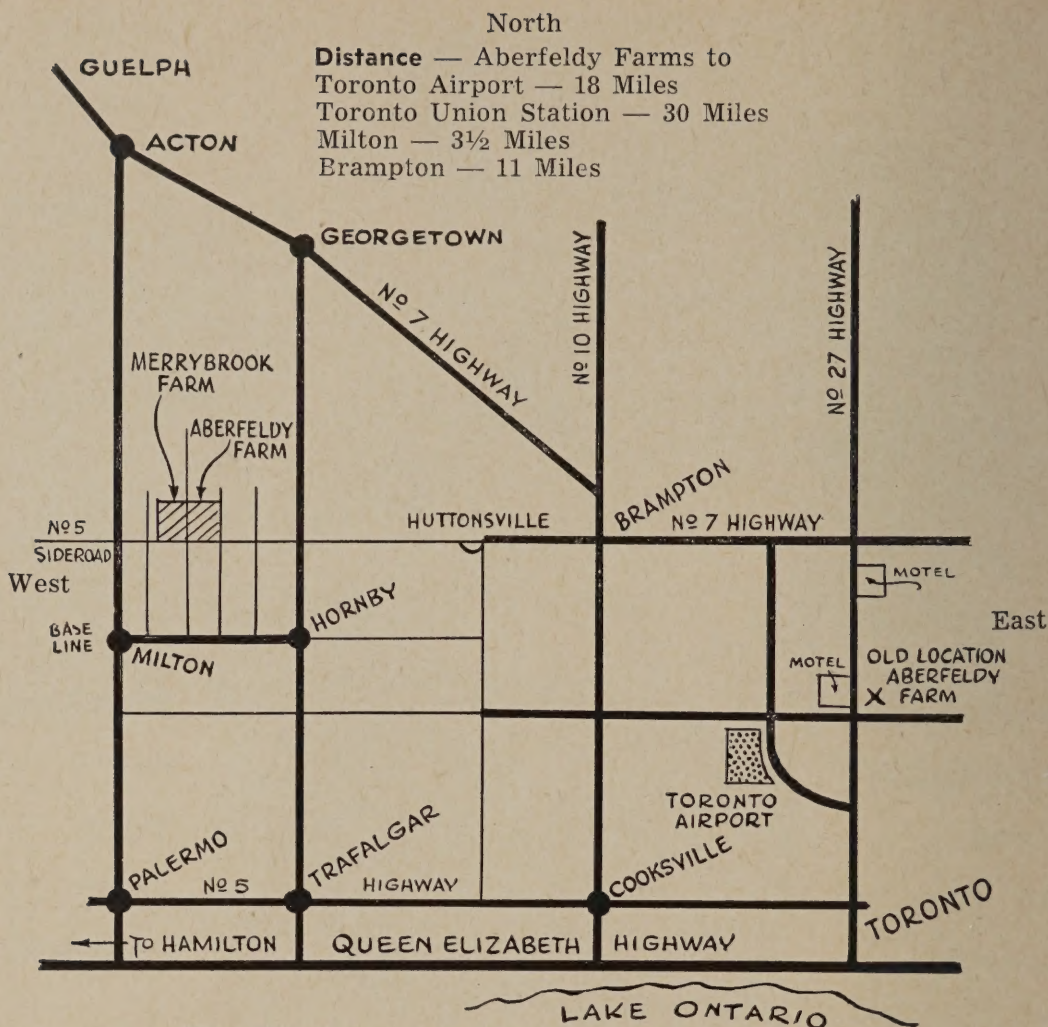 North
Distance — Aberfeldy Farms to
Toronto Airport — 18 Miles
Toronto Union Station — 30 Miles
Milton — 3½ Miles
Brampton — 11 Miles
GUELPH
ACTON
GEORGETOWN
No 7 HIGHWAY
No 10 HIGHWAY
No 27 HIGHWAY
MERRYBROOK
FARM
ABERFELDY
FARM
No 5
SIDEROAD
HUTTONSVILLE
BRAMPTON
No 7 HIGHWAY
West
MOTEL
East
BASE
LINE
MILTON
HORNBY
MOTEL
OLD LOCATION
ABERFELDY
X FARM
TORONTO
AIRPORT
PALERMO
No 5
TRAFALGAR
HIGHWAY
COOKSVILLE
TORONTO
TO HAMILTON
QUEEN ELIZABETH HIGHWAY
LAKE ONTARIO